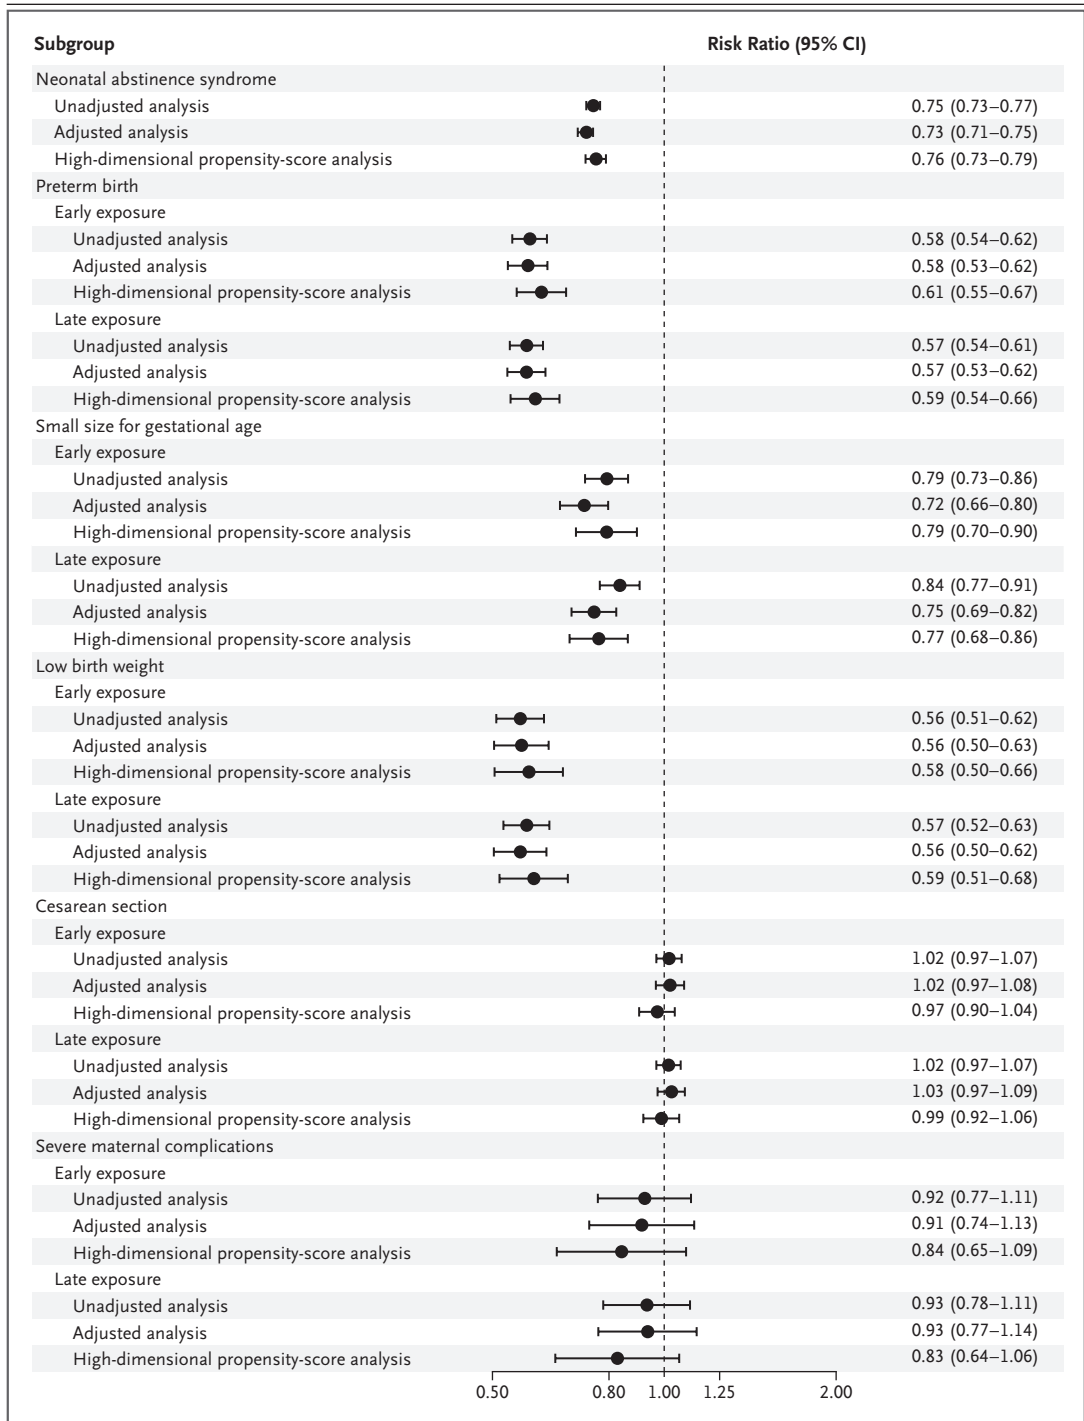 Subgroup Risk Ratio (95% CI)
Neonatal abstinence syndrome
Unadjusted analysis 0.75 (0.73–0.77)
Adjusted analysis 0.73 (0.71–0.75)
High-dimensional propensity-score analysis 0.76 (0.73–0.79)
Preterm birth
Early exposure
Unadjusted analysis 0.58 (0.54–0.62)
Adjusted analysis 0.58 (0.53–0.62)
High-dimensional propensity-score analysis 0.61 (0.55–0.67)
Late exposure
Unadjusted analysis 0.57 (0.54–0.61)
Adjusted analysis 0.57 (0.53–0.62)
High-dimensional propensity-score analysis 0.59 (0.54–0.66)
Small size for gestational age
Early exposure
Unadjusted analysis 0.79 (0.73–0.86)
Adjusted analysis 0.72 (0.66–0.80)
High-dimensional propensity-score analysis 0.79 (0.70–0.90)
Late exposure
Unadjusted analysis 0.84 (0.77–0.91)
Adjusted analysis 0.75 (0.69–0.82)
High-dimensional propensity-score analysis 0.77 (0.68–0.86)
Low birth weight
Early exposure
Unadjusted analysis 0.56 (0.51–0.62)
Adjusted analysis 0.56 (0.50–0.63)
High-dimensional propensity-score analysis 0.58 (0.50–0.66)
Late exposure
Unadjusted analysis 0.57 (0.52–0.63)
Adjusted analysis 0.56 (0.50–0.62)
High-dimensional propensity-score analysis 0.59 (0.51–0.68)
Cesarean section
Early exposure
Unadjusted analysis 1.02 (0.97–1.07)
Adjusted analysis 1.02 (0.97–1.08)
High-dimensional propensity-score analysis 0.97 (0.90–1.04)
Late exposure
Unadjusted analysis 1.02 (0.97–1.07)
Adjusted analysis 1.03 (0.97–1.09)
High-dimensional propensity-score analysis 0.99 (0.92–1.06)
Severe maternal complications
Early exposure
Unadjusted analysis 0.92 (0.77–1.11)
Adjusted analysis 0.91 (0.74–1.13)
High-dimensional propensity-score analysis 0.84 (0.65–1.09)
Late exposure
Unadjusted analysis 0.93 (0.78–1.11)
Adjusted analysis 0.93 (0.77–1.14)
High-dimensional propensity-score analysis 0.83 (0.64–1.06)
0.50 0.80 1.00 1.25 2.00